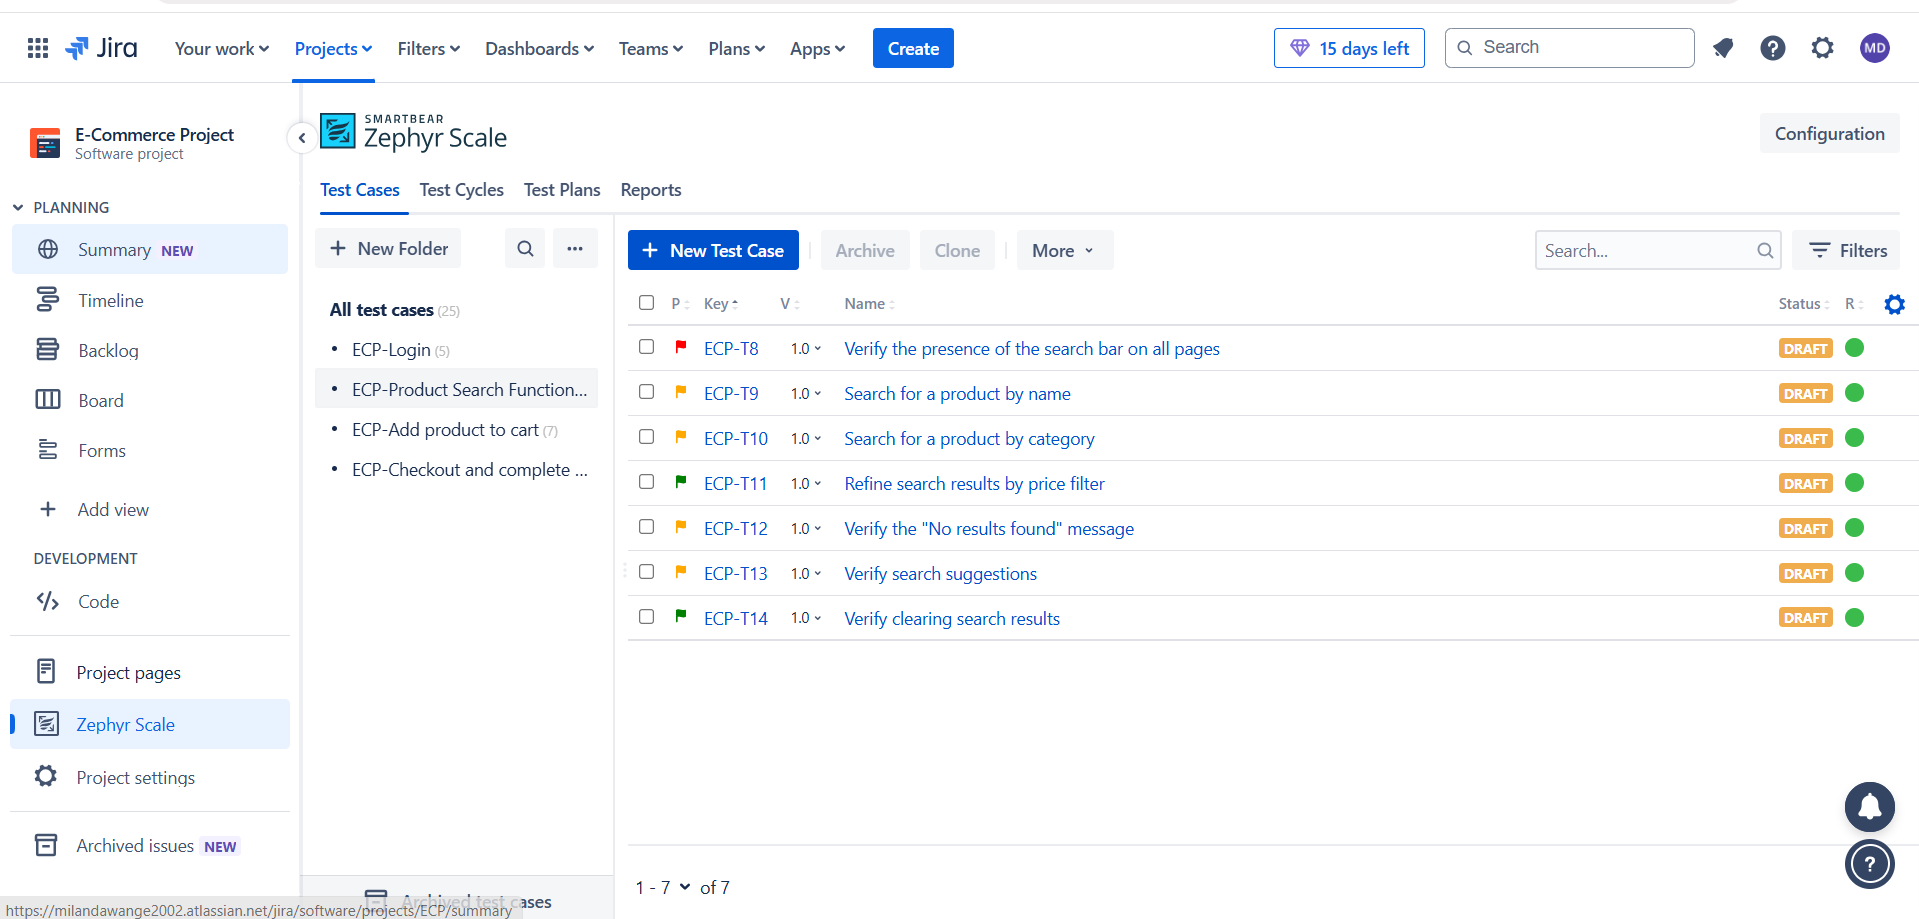 Jira
Your work
Projects
Filters
Dashboards
Teams
Plans
Apps
Create
15 days left
Search
MD
E-Commerce Project
Software project
PLANNING
Summary NEW
Timeline
Backlog
Board
Forms
Add view
DEVELOPMENT
Code
Project pages
Zephyr Scale
Project settings
Archived issues NEW
https://milandawange2002.atlassian.net/jira/software/projects/ECP/summary
SMARTBEAR
Zephyr Scale
Configuration
Test Cases Test Cycles Test Plans Reports
New Folder
All test cases (25)
ECP-Login (5)
ECP-Product Search Function...
ECP-Add product to cart (7)
ECP-Checkout and complete ...
Archived test cases
New Test Case Archive Clone More
Search...
Filters
P Key V Name Status R
ECP-T8 1.0 Verify the presence of the search bar on all pages DRAFT
ECP-T9 1.0 Search for a product by name DRAFT
ECP-T10 1.0 Search for a product by category DRAFT
ECP-T11 1.0 Refine search results by price filter DRAFT
ECP-T12 1.0 Verify the "No results found" message DRAFT
ECP-T13 1.0 Verify search suggestions DRAFT
ECP-T14 1.0 Verify clearing search results DRAFT
1 - 7 of 7